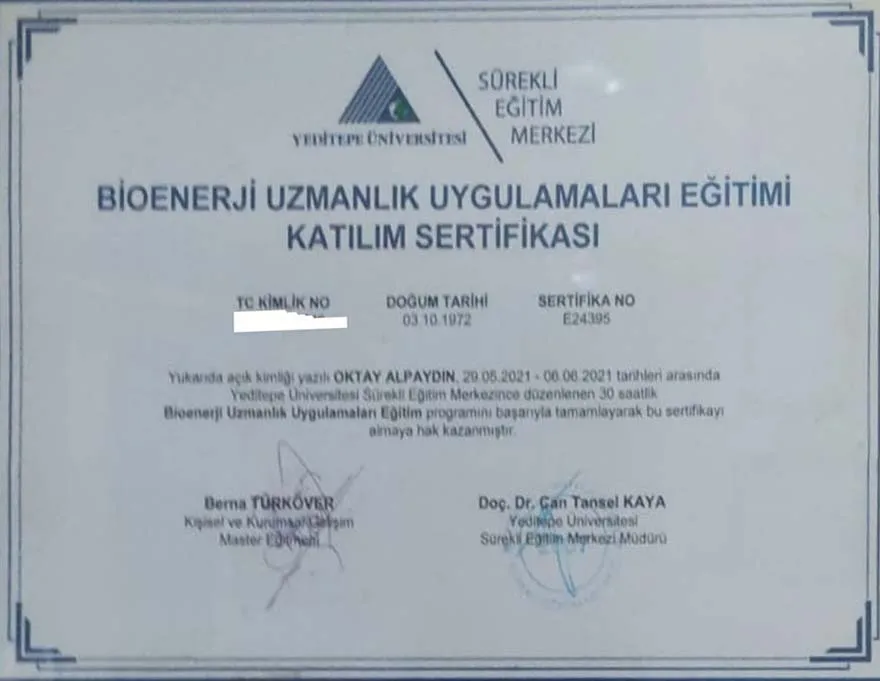 YEDİTEPE ÜNİVERSİTESİ
SÜREKLİ
EĞİTİM
MERKEZİ
BİOENERJİ UZMANLIK UYGULAMALARI EĞİTİMİ
KATILIM SERTİFİKASI
TC KİMLİK NO
DOĞUM TARİHİ
SERTİFİKA NO
03.10.1972
E24395
Yukarıda açık kimliği yazılı OKTAY ALPAYDIN, 29.05.2021 - 06.06.2021 tarihleri arasında
Yeditepe Üniversitesi Sürekli Eğitim Merkezince düzenlenen 30 saatlik
Bioenerji Uzmanlık Uygulamaları Eğitim programını başarıyla tamamlayarak bu sertifikayı
almaya hak kazanmıştır.
Berna TÜRKÖVER
Kişisel ve Kurumsal Gelişim
Master Eğitmeni
Doç. Dr. Can Tansel KAYA
Yeditepe Üniversitesi
Sürekli Eğitim Merkezi Müdürü